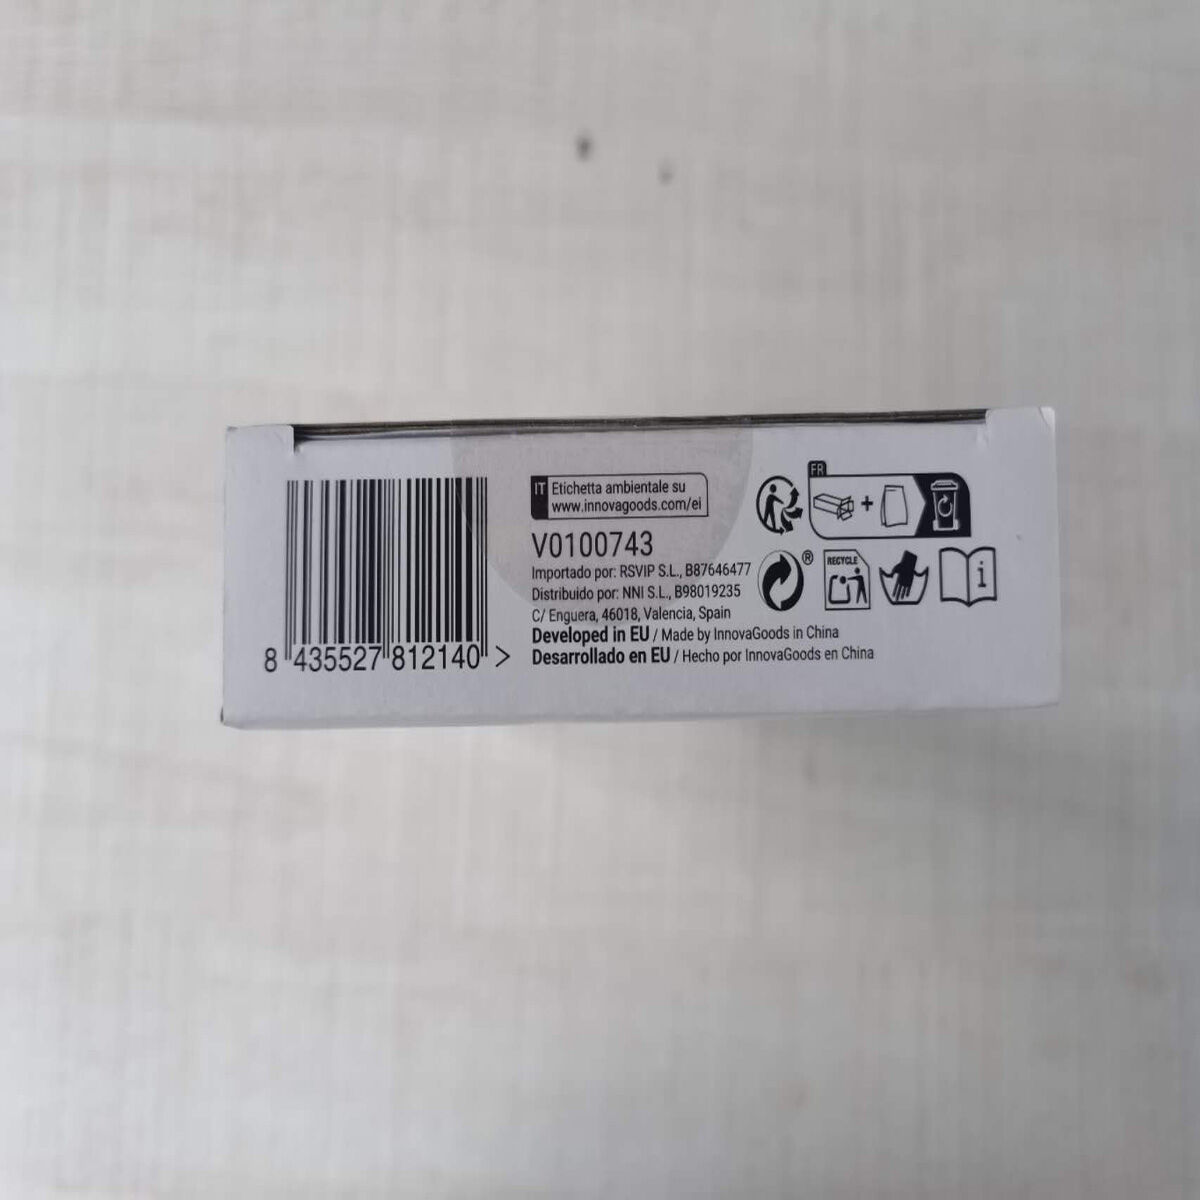 8 435527 812140 >
IT Etichetta ambientale su
www.innovagoods.com/ei
V0100743
Importado por: RSVIP S.L., B87646477
Distribuido por: NNI S.L., B98019235
C/ Enguera, 46018, Valencia, Spain
Developed in EU / Made by InnovaGoods in China
Desarrollado en EU / Hecho por InnovaGoods en China
FR
+
®
RECYCLE
i